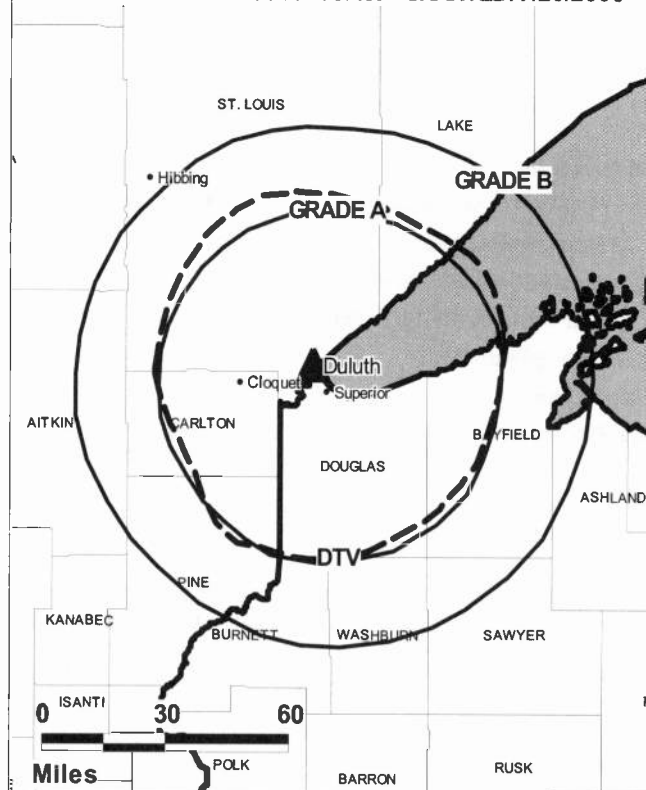 ST. LOUIS
LAKE
Hibbing
GRADE B
GRADE A
Duluth
Cloquet
Superior
AITKIN
CARLTON
BAYFIELD
DOUGLAS
ASHLAND
DTV
PINE
KANABEC
BURNETT
WASHBURN
SAWYER
ISANTI
0 30 60
Miles
POLK
BARRON
RUSK